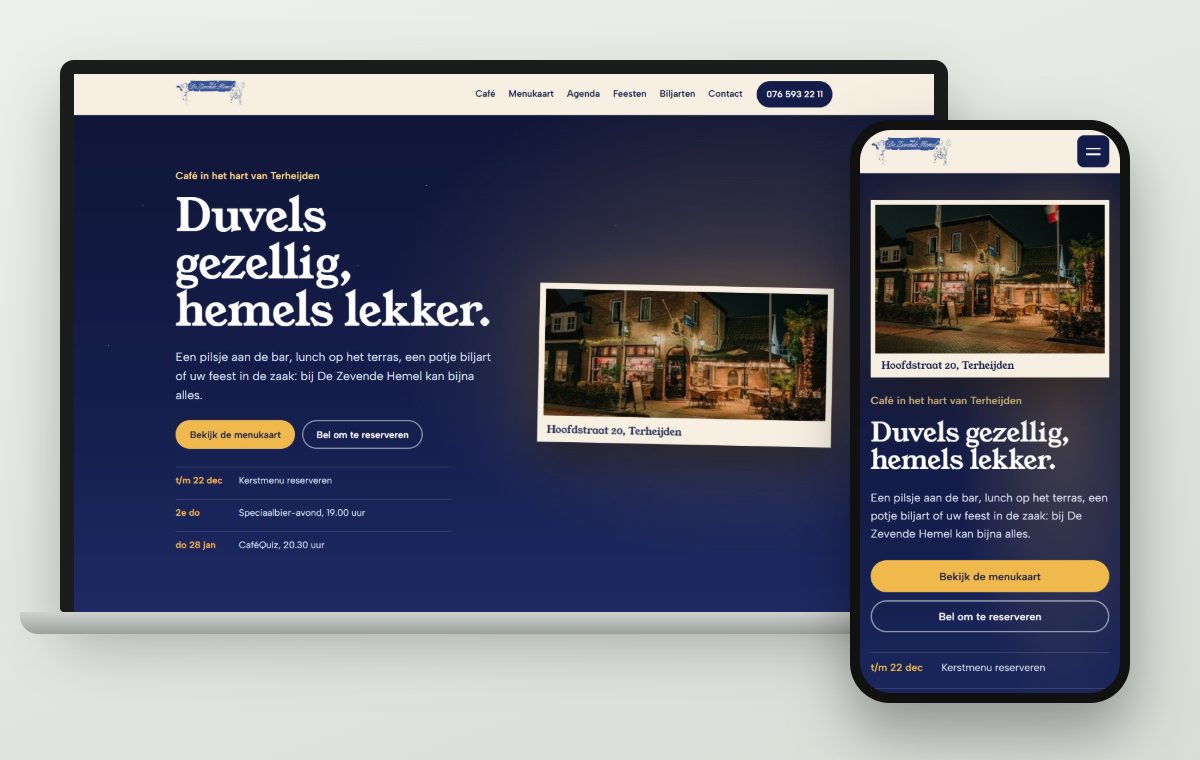 De Zevende Hemel
Café
Menukaart
Agenda
Feesten
Biljarten
Contact
076 593 22 11
Café in het hart van Terheijden
Duvels
gezellig,
hemels lekker.
Een pilsje aan de bar, lunch op het terras, een potje biljart
of uw feest in de zaak: bij De Zevende Hemel kan bijna
alles.
Bekijk de menukaart
Bel om te reserveren
t/m 22 dec Kerstmenu reserveren
2e do Speciaalbier-avond, 19.00 uur
do 28 jan CaféQuiz, 20.30 uur
Hoofdstraat 20, Terheijden
De Zevende Hemel
Hoofdstraat 20, Terheijden
Café in het hart van Terheijden
Duvels gezellig,
hemels lekker.
Een pilsje aan de bar, lunch op het terras, een
potje biljart of uw feest in de zaak: bij De
Zevende Hemel kan bijna alles.
Bekijk de menukaart
Bel om te reserveren
t/m 22 dec Kerstmenu reserveren